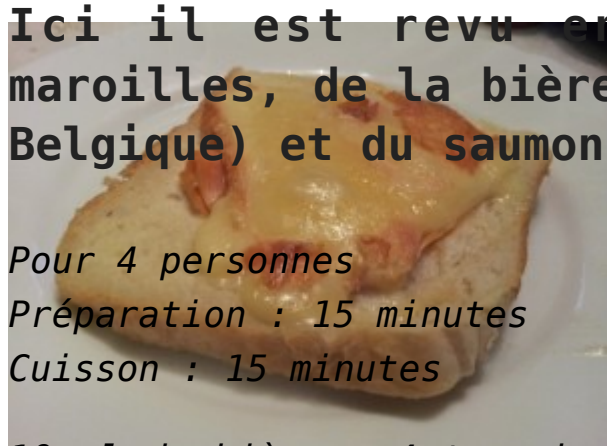 Ici il est revu
maroilles, de la bière
Belgique) et du saumon
Pour 4 personnes
Préparation : 15 minutes
Cuisson : 15 minutes